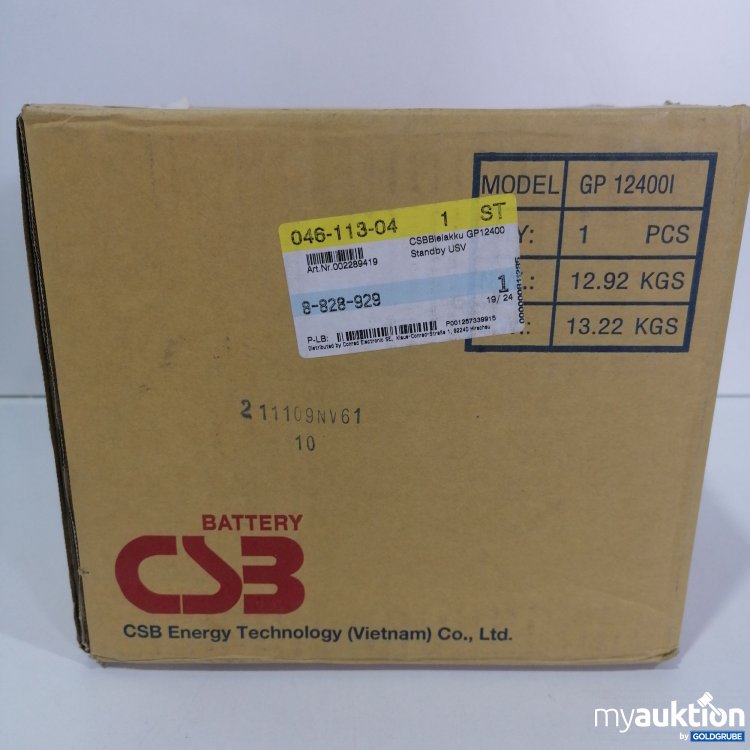 MODEL GP 12400I
Y: 1 PCS
.: 12.92 KGS
.: 13.22 KGS
046-113-04 1 ST
CSBBleiakku GP12400
Standby USV
Art.Nr.002289419
8-828-929
1
19/24
P001257339915
P-LB:
Distributed by Conrad Electronic SE, Klaus-Conrad-Straße 1, 92240 Hirschau
211109NV61
10
BATTERY
CSB
CSB Energy Technology (Vietnam) Co., Ltd.
myauktion
by GOLDGRUBE